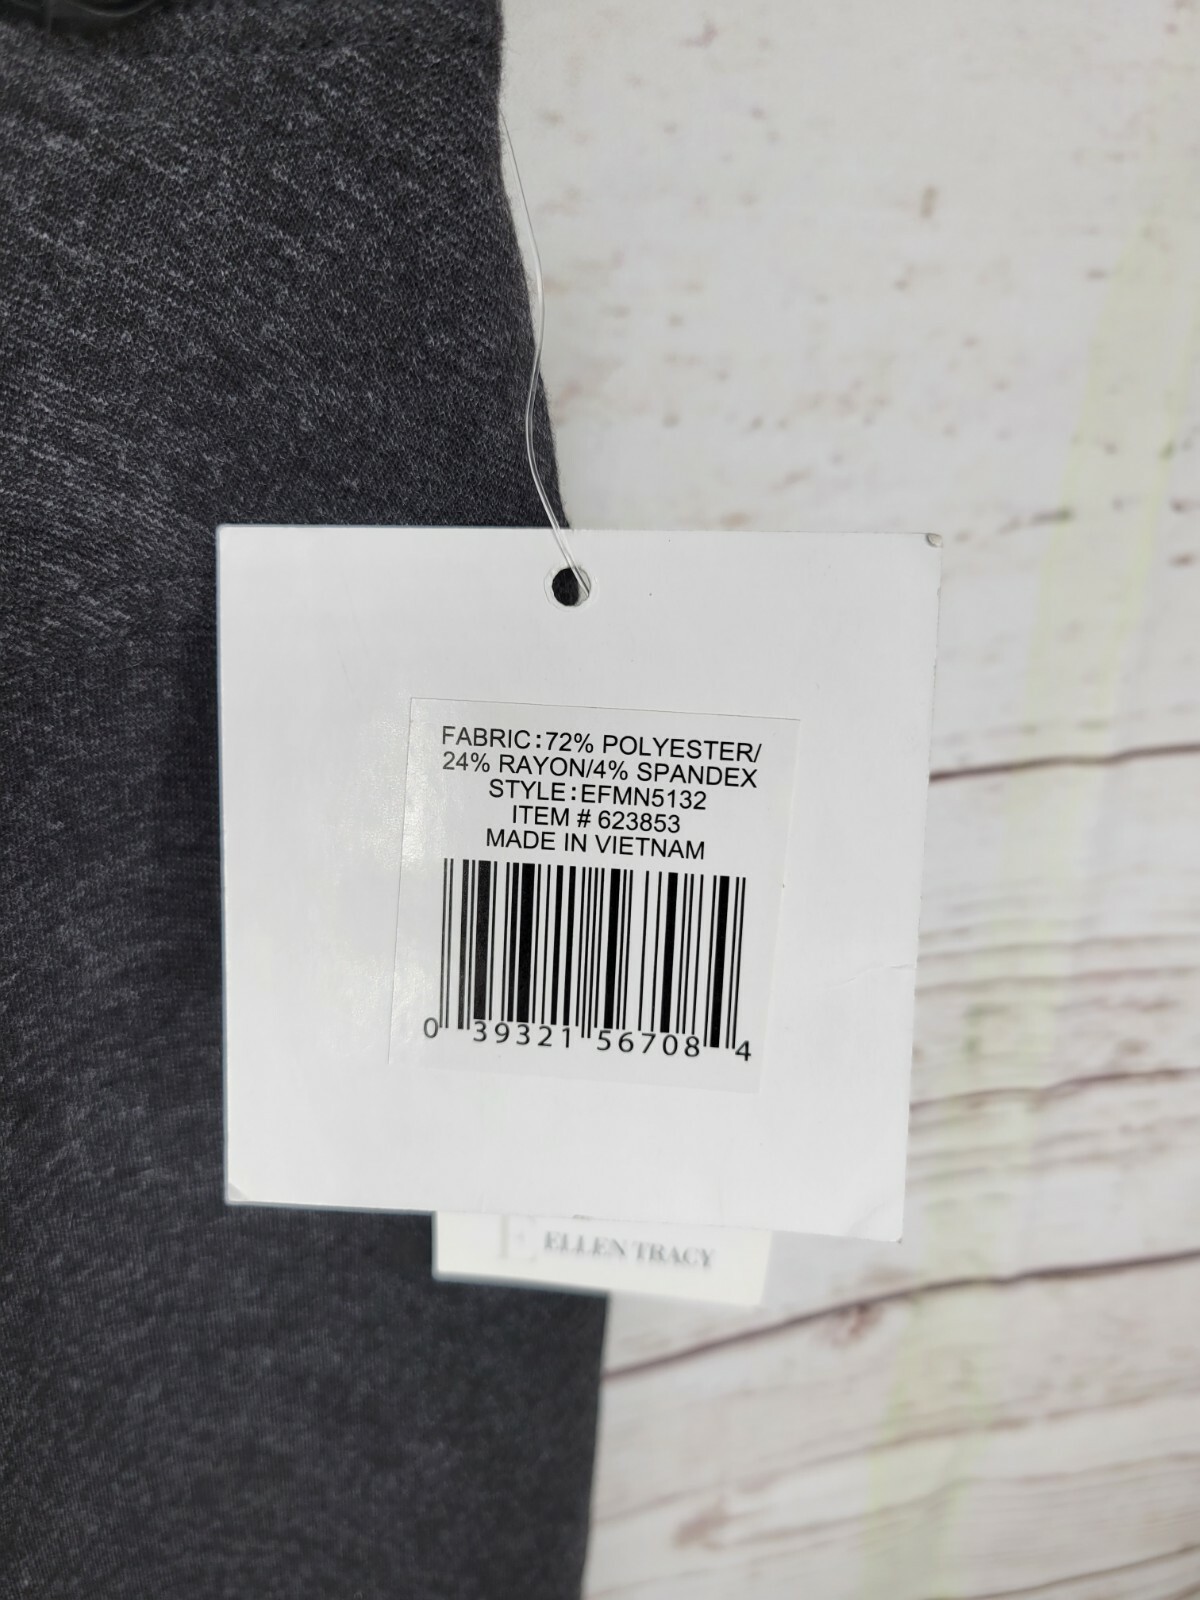 FABRIC:72% POLYESTER/
24% RAYON/4% SPANDEX
STYLE:EFMN5132
ITEM # 623853
MADE IN VIETNAM
0 39321 56708 4
E ELLEN TRACY